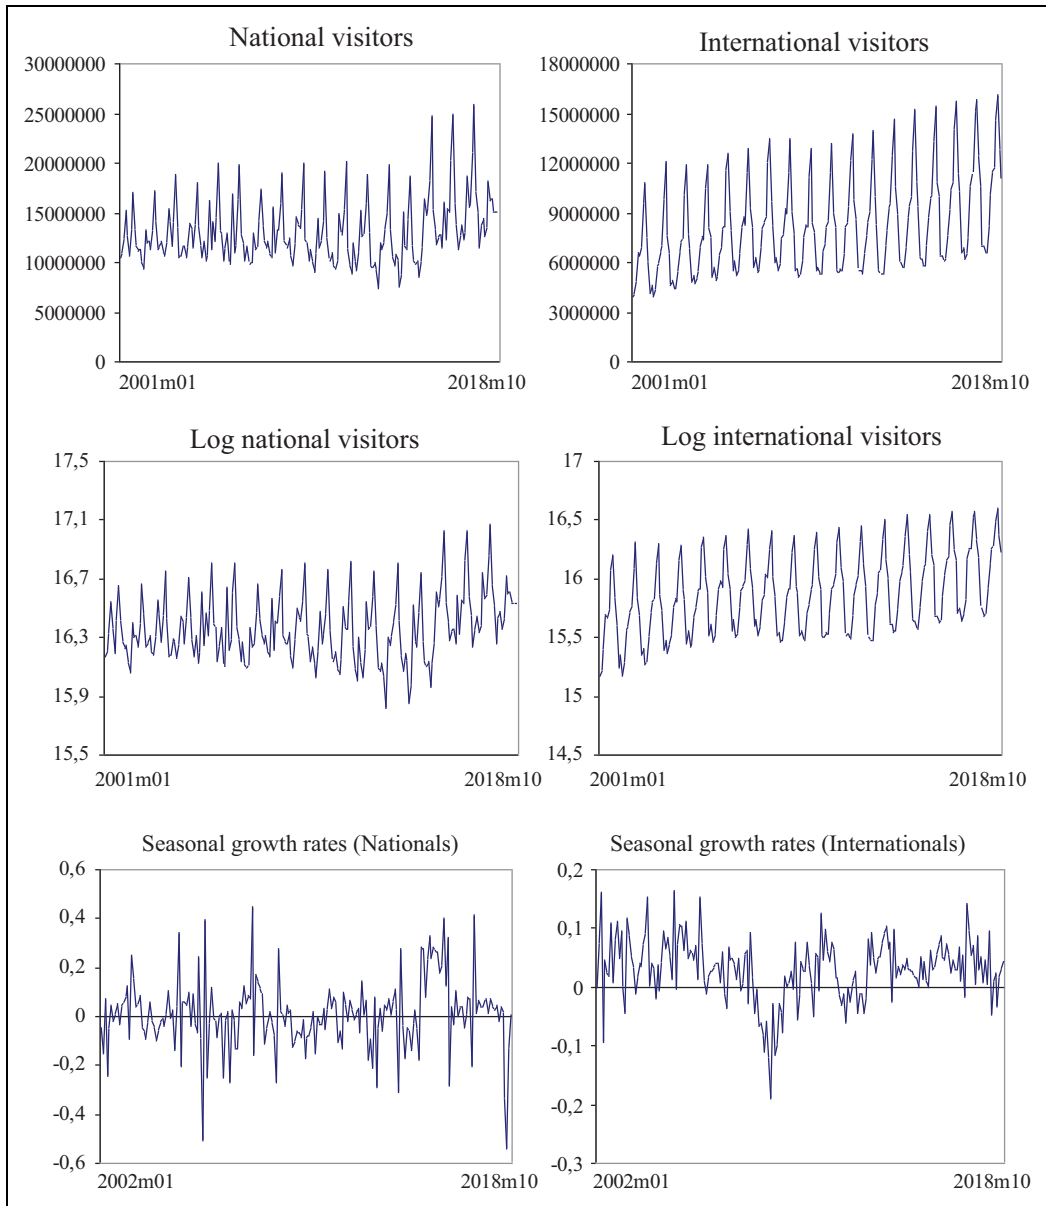 National visitors
30000000
25000000
20000000
15000000
10000000
5000000
0
2001m01
2018m10
International visitors
18000000
15000000
12000000
9000000
6000000
3000000
0
2001m01
2018m10
Log national visitors
17,5
17,1
16,7
16,3
15,9
15,5
2001m01
2018m10
Log international visitors
17
16,5
16
15,5
15
14,5
2001m01
2018m10
Seasonal growth rates (Nationals)
0,6
0,4
0,2
0
-0,2
-0,4
-0,6
2002m01
2018m10
Seasonal growth rates (Internationals)
0,2
0,1
0
-0,1
-0,2
-0,3
2002m01
2018m10